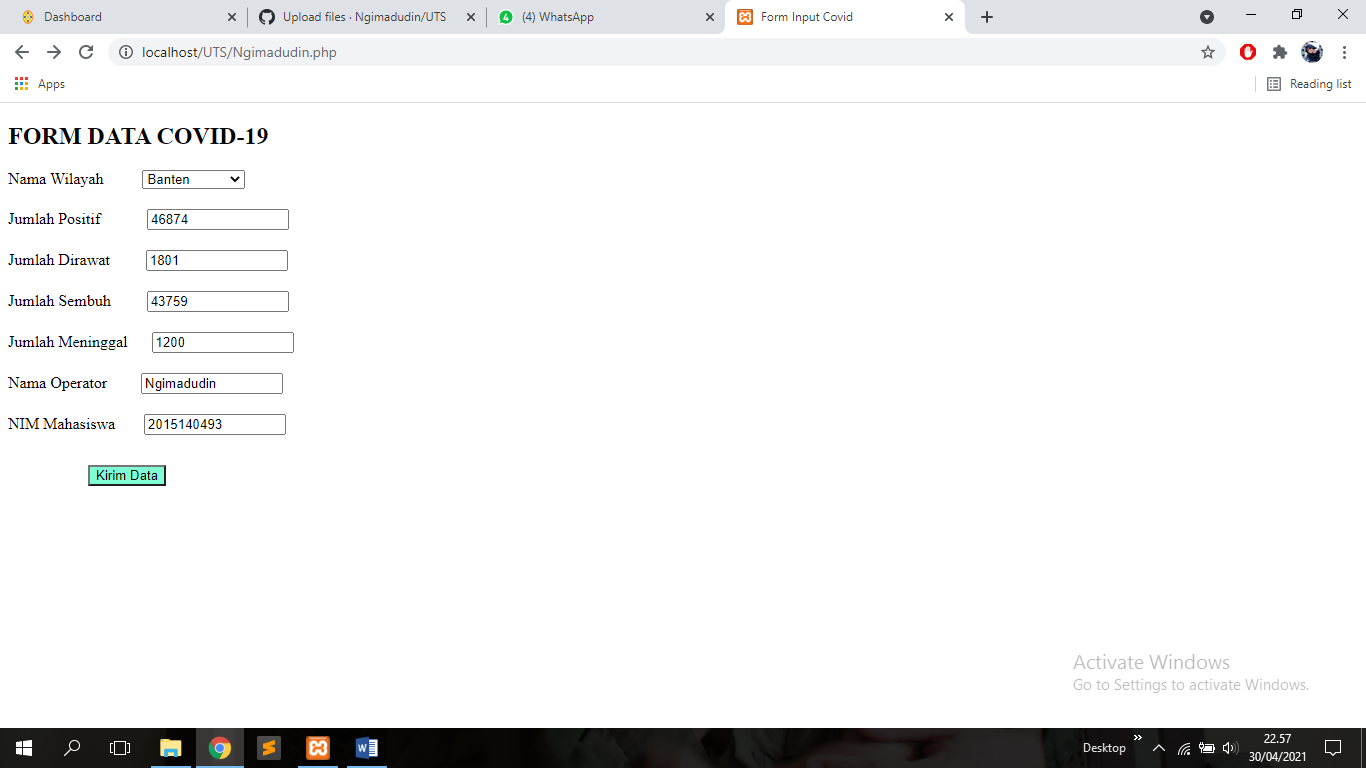 Dashboard
Upload files · Ngimadudin/UTS
4
(4) WhatsApp
Form Input Covid
localhost/UTS/Ngimadudin.php
Apps
Reading list
FORM DATA COVID-19
Nama Wilayah Banten
Jumlah Positif 46874
Jumlah Dirawat 1801
Jumlah Sembuh 43759
Jumlah Meninggal 1200
Nama Operator Ngimadudin
NIM Mahasiswa 2015140493
Kirim Data
Activate Windows
Go to Settings to activate Windows.
Desktop
22.57
30/04/2021